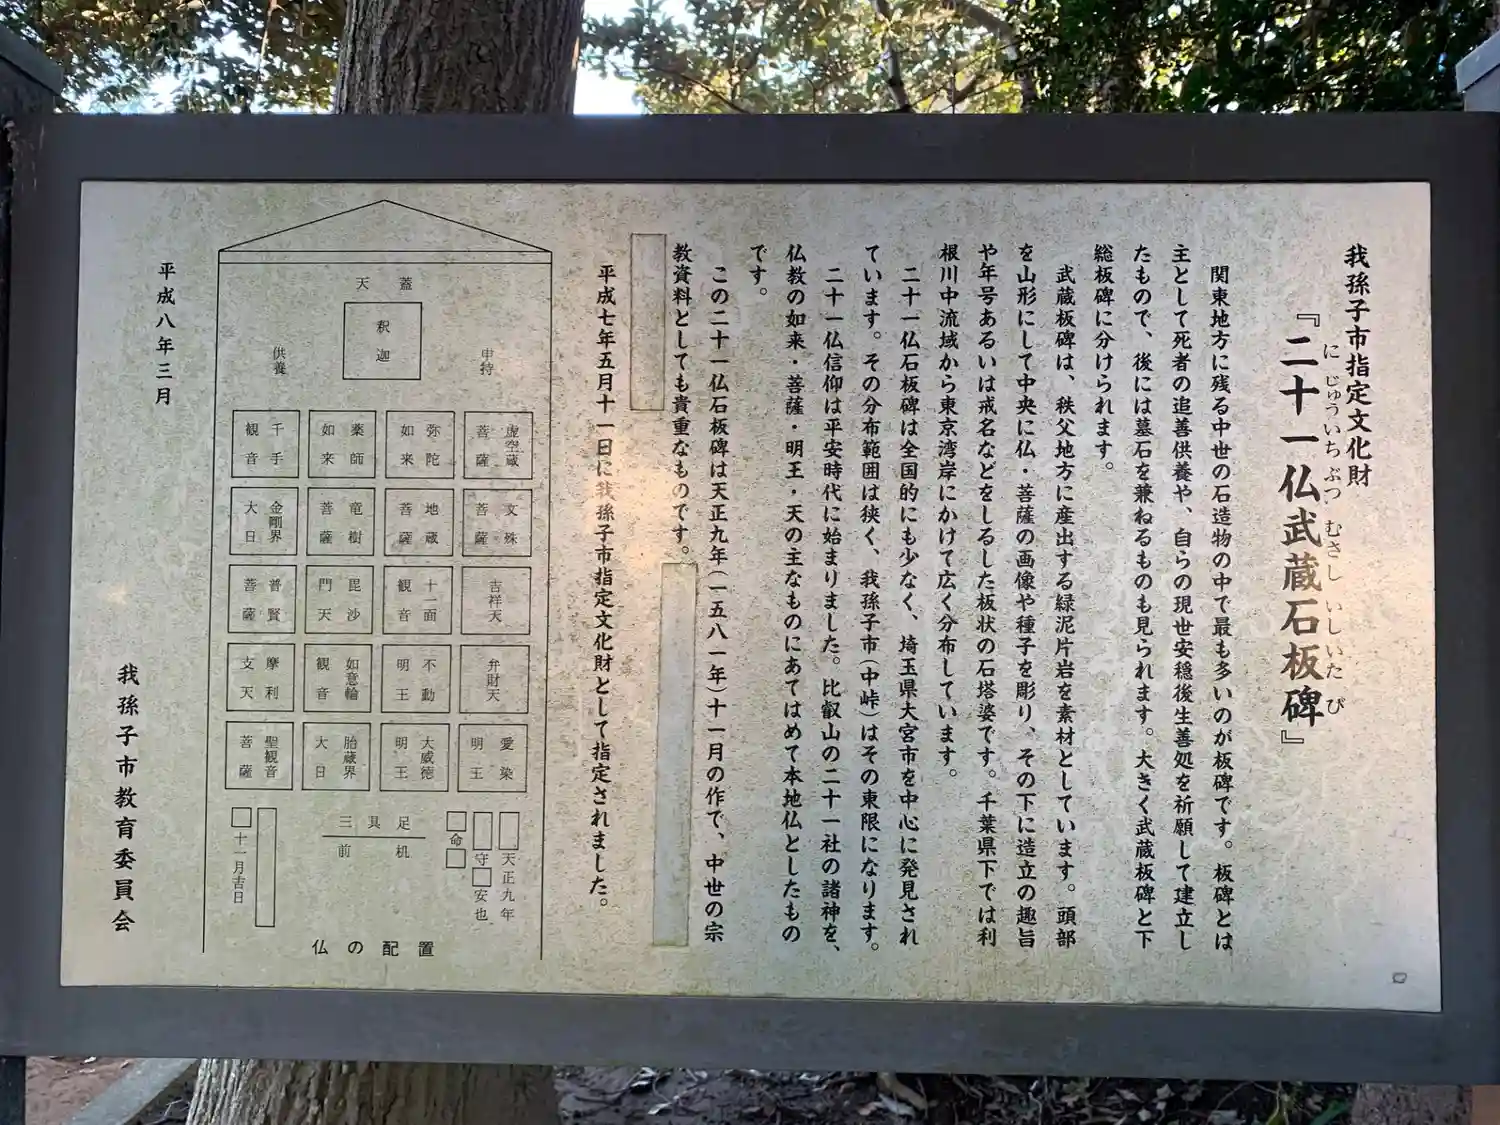 我孫子市指定文化財
『二十一仏武蔵石板碑』
にじゅういちぶつ むさし いしいたび
関東地方に残る中世の石造物の中で最も多いのが板碑です。板碑とは
主として死者の追善供養や、自らの現世安穏後生善処を祈願して建立し
たもので、後には墓石を兼ねるものも見られます。大きく武蔵板碑と下
総板碑に分けられます。
武蔵板碑は、秩父地方に産出する緑泥片岩を素材としています。頭部
を山形にして中央に仏・菩薩の画像や種子を彫り、その下に造立の趣旨
や年号あるいは戒名などをしるした板状の石塔婆です。千葉県下では利
根川中流域から東京湾岸にかけて広く分布しています。
二十一仏石板碑は全国的にも少なく、埼玉県大宮市を中心に発見され
ています。その分布範囲は狭く、我孫子市(中峠)はその東限になります。
二十一仏信仰は平安時代に始まりました。比叡山の二十一社の諸神を、
仏教の如来・菩薩・明王・天の主なものにあてはめて本地仏としたもの
です。
この二十一仏石板碑は天正九年(一五八一年)十一月の作で、中世の宗
教資料としても貴重なものです。
平成七年五月十一日に我孫子市指定文化財として指定されました。
天蓋
釈迦
申待
供養
虚空蔵菩薩
弥陀如来
薬師如来
千手観音
文殊菩薩
地蔵菩薩
竜樹菩薩
金剛界大日
吉祥天
十一面観音
毘沙門天
普賢菩薩
弁財天
不動明王
如意輪観音
摩利支天
愛染明王
大威徳明王
胎蔵界大日
聖観音菩薩
□天正九年
□守□安也
□命□
三具足
前机
□十一月吉日
仏の配置
平成八年三月
我孫子市教育委員会